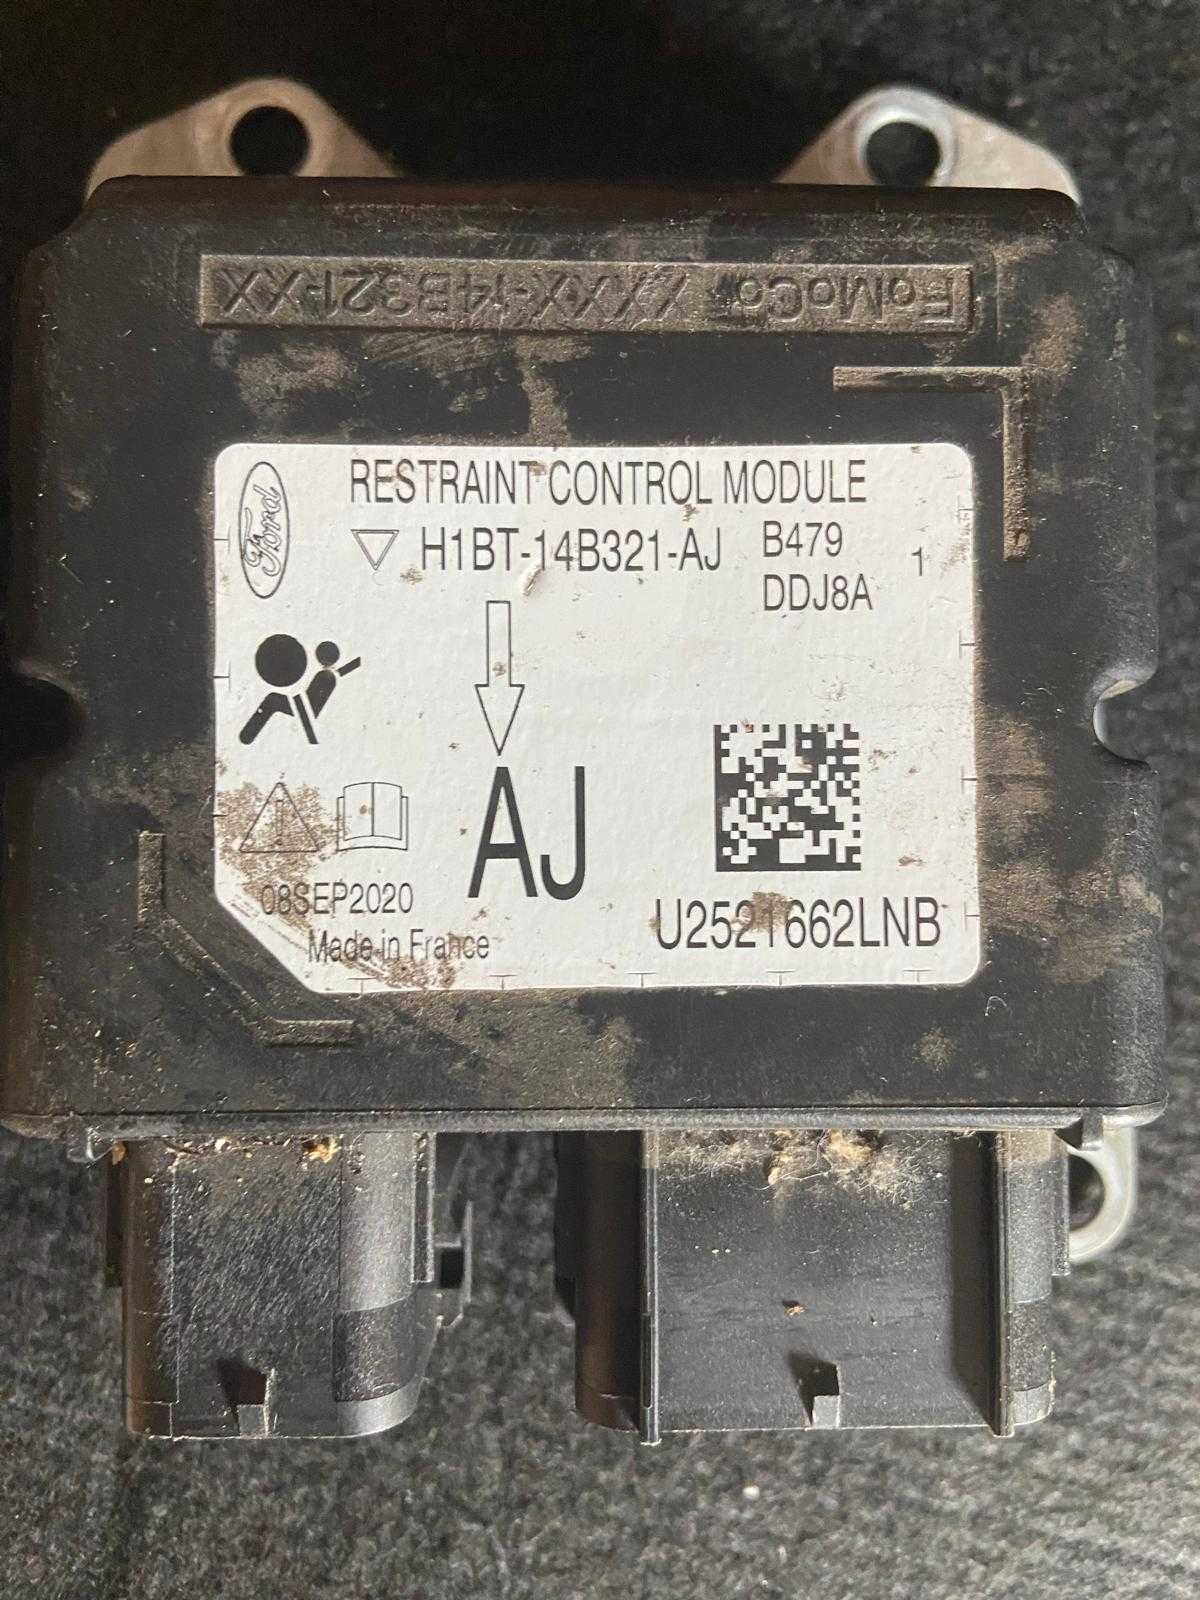 FoMoCo XXXX-14B321-XX
Ford
RESTRAINT CONTROL MODULE
H1BT-14B321-AJ B479 1
DDJ8A
AJ
08SEP2020
U2521662LNB
Made in France